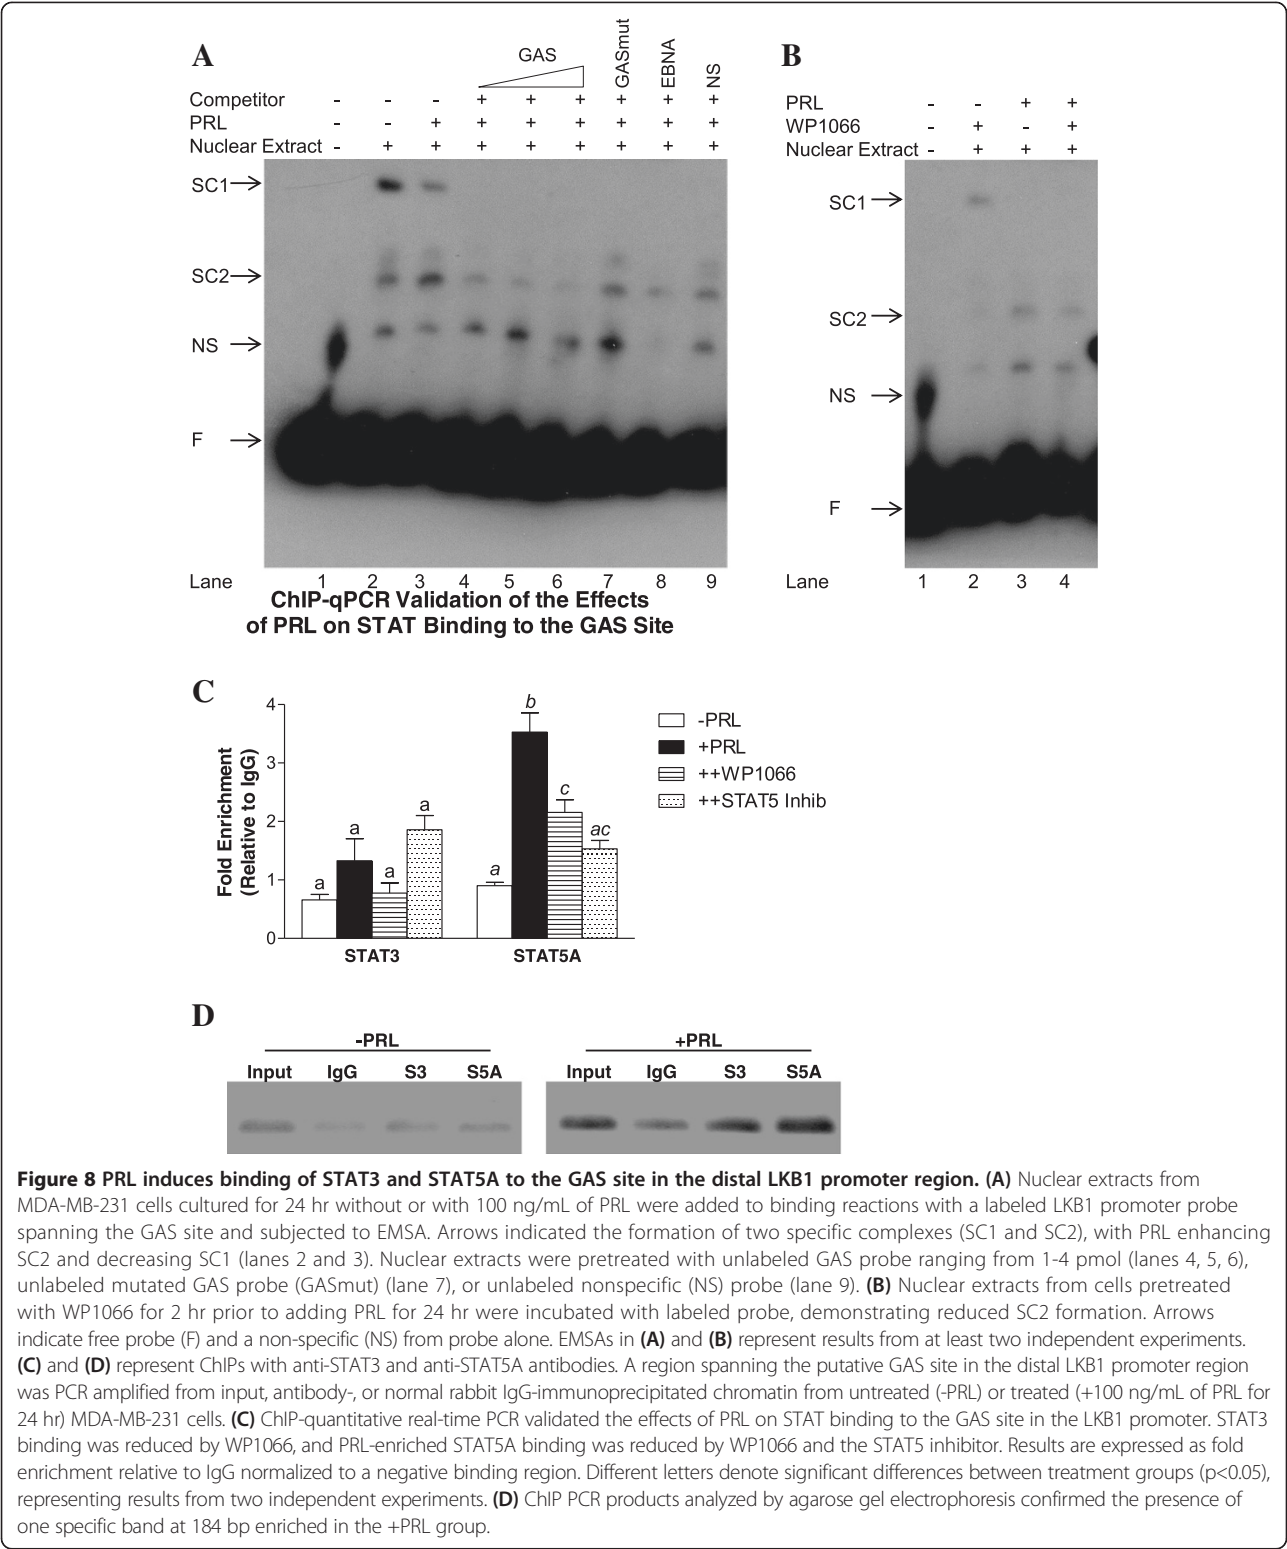 A
GAS
GASmut
EBNA
NS
Competitor - - - + + + + + +
PRL - - + + + + + + +
Nuclear Extract - + + + + + + + +
SC1
SC2
NS
F
Lane 1 2 3 4 5 6 7 8 9
B
PRL - - + +
WP1066 - + - +
Nuclear Extract - + + +
SC1
SC2
NS
F
Lane 1 2 3 4
ChIP-qPCR Validation of the Effects
of PRL on STAT Binding to the GAS Site
C
Fold Enrichment
(Relative to IgG)
4
3
2
1
0
a a a a
a b c ac
STAT3 STAT5A
-PRL
+PRL
++WP1066
++STAT5 Inhib
D
-PRL +PRL
Input IgG S3 S5A Input IgG S3 S5A
Figure 8 PRL induces binding of STAT3 and STAT5A to the GAS site in the distal LKB1 promoter region. (A) Nuclear extracts from
MDA-MB-231 cells cultured for 24 hr without or with 100 ng/mL of PRL were added to binding reactions with a labeled LKB1 promoter probe
spanning the GAS site and subjected to EMSA. Arrows indicated the formation of two specific complexes (SC1 and SC2), with PRL enhancing
SC2 and decreasing SC1 (lanes 2 and 3). Nuclear extracts were pretreated with unlabeled GAS probe ranging from 1-4 pmol (lanes 4, 5, 6),
unlabeled mutated GAS probe (GASmut) (lane 7), or unlabeled nonspecific (NS) probe (lane 9). (B) Nuclear extracts from cells pretreated
with WP1066 for 2 hr prior to adding PRL for 24 hr were incubated with labeled probe, demonstrating reduced SC2 formation. Arrows
indicate free probe (F) and a non-specific (NS) from probe alone. EMSAs in (A) and (B) represent results from at least two independent experiments.
(C) and (D) represent ChIPs with anti-STAT3 and anti-STAT5A antibodies. A region spanning the putative GAS site in the distal LKB1 promoter region
was PCR amplified from input, antibody-, or normal rabbit IgG-immunoprecipitated chromatin from untreated (-PRL) or treated (+100 ng/mL of PRL for
24 hr) MDA-MB-231 cells. (C) ChIP-quantitative real-time PCR validated the effects of PRL on STAT binding to the GAS site in the LKB1 promoter. STAT3
binding was reduced by WP1066, and PRL-enriched STAT5A binding was reduced by WP1066 and the STAT5 inhibitor. Results are expressed as fold
enrichment relative to IgG normalized to a negative binding region. Different letters denote significant differences between treatment groups (p<0.05),
representing results from two independent experiments. (D) ChIP PCR products analyzed by agarose gel electrophoresis confirmed the presence of
one specific band at 184 bp enriched in the +PRL group.